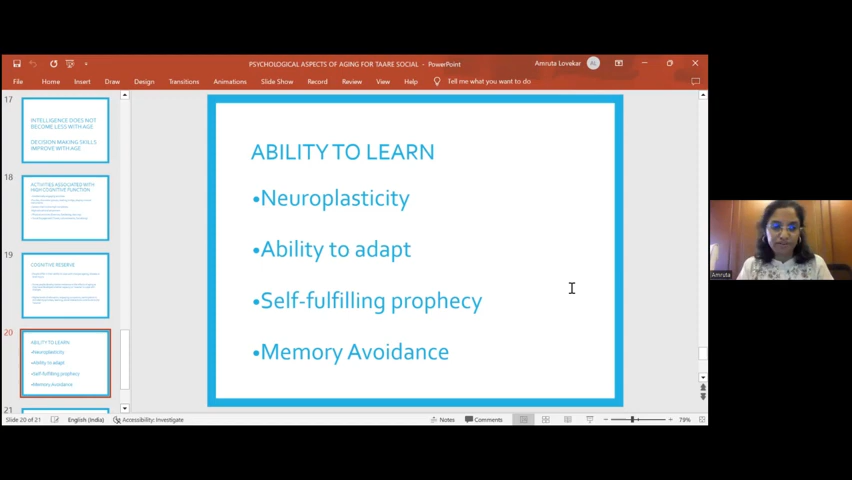 PSYCHOLOGICAL ASPECTS OF AGING FOR TAARE SOCIAL - PowerPoint
Amruta Lovekar
AL
File Home Insert Draw Design Transitions Animations Slide Show Record Review View Help Tell me what you want to do
17
INTELLIGENCE DOES NOT
BECOME LESS WITH AGE
DECISION MAKING SKILLS
IMPROVE WITH AGE
18
ACTIVITIES ASSOCIATED WITH
HIGH COGNITIVE FUNCTION
19
COGNITIVE RESERVE
20
ABILITY TO LEARN
•Neuroplasticity
•Ability to adapt
•Self-fulfilling prophecy
•Memory Avoidance
21
ABILITY TO LEARN
•Neuroplasticity
•Ability to adapt
•Self-fulfilling prophecy
•Memory Avoidance
Amruta
Slide 20 of 21 English (India) Accessibility: Investigate Notes Comments 79%